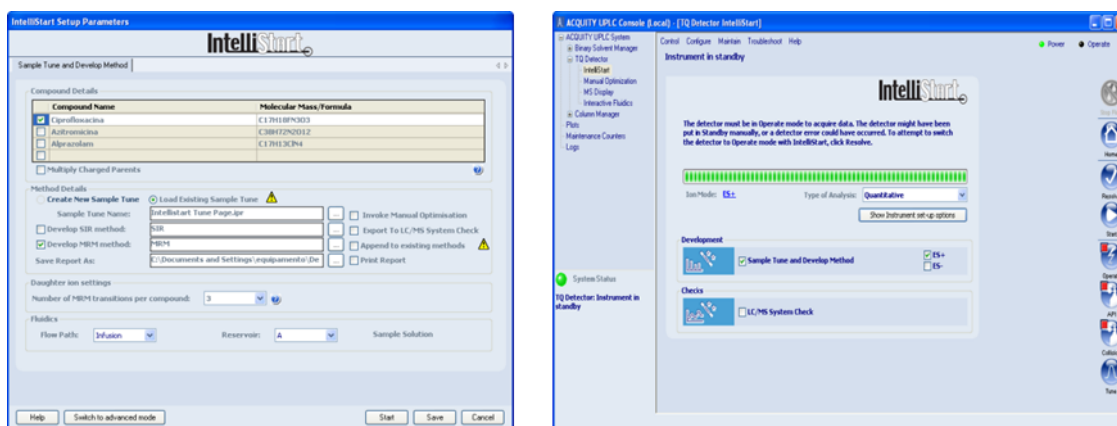 IntelliStart Setup Parameters
IntelliStart
Sample Tune and Develop Method
Compound Details
Compound Name Molecular Mass/Formula
Ciprofloxacina C17H18FN3O3
Azitromicina C38H72N2O12
Alprazolam C17H13ClN4
Multiply Charged Parents
Method Details
Create New Sample Tune Load Existing Sample Tune
Sample Tune Name: Intellistart Tune Page.ipr ... Invoke Manual Optimisation
Develop SIR method: SIR ... Export To LC/MS System Check
Develop MRM method: MRM ... Append to existing methods
Save Report As: C:\Documents and Settings\equipamento\De ... Print Report
Daughter ion settings
Number of MRM transitions per compound: 3
Fluidics
Flow Path: Infusion Reservoir: A Sample Solution
Help Switch to advanced mode Start Save Cancel
ACQUITY UPLC Console (Local) - [TQ Detector IntelliStart]
ACQUITY UPLC System
Binary Solvent Manager
TQ Detector
IntelliStart
Manual Optimization
MS Display
Interactive Fluidics
Column Manager
Plots
Maintenance Counters
Logs
System Status
TQ Detector: Instrument in
standby
Control Configure Maintain Troubleshoot Help
Power Operate
Instrument in standby
IntelliStart
The detector must be in Operate mode to acquire data. The detector might have been
put in Standby manually, or a detector error could have occurred. To attempt to switch
the detector to Operate mode with IntelliStart, click Resolve.
Ion Mode: ES+ Type of Analysis: Quantitative
Show Instrument set-up options
Development
Sample Tune and Develop Method ES+
ES-
Checks
LC/MS System Check
Home
Start
API
Tune